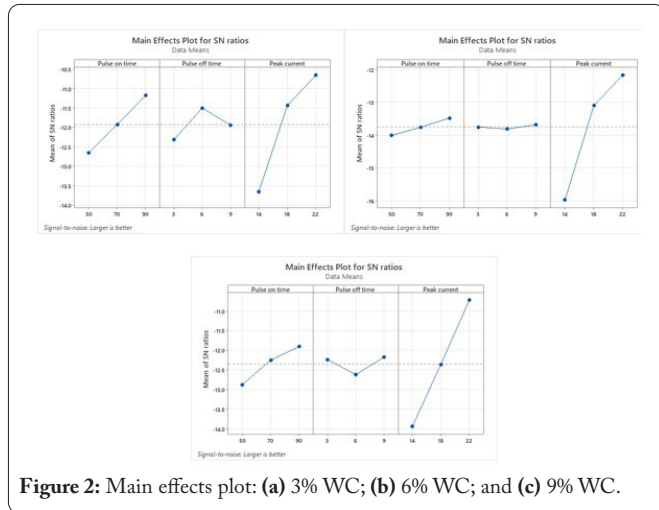 Main Effects Plot for SN ratios
Data Means
Pulse on time Pulse off time Peak current
Mean of SN ratios
-10.5
-11.0
-11.5
-12.0
-12.5
-13.0
-13.5
-14.0
50 70 90 3 6 9 14 18 22
Signal-to-noise: Larger is better
Main Effects Plot for SN ratios
Data Means
Pulse on time Pulse off time Peak current
Mean of SN ratios
-12
-13
-14
-15
-16
50 70 90 3 6 9 14 18 22
Signal-to-noise: Larger is better
Main Effects Plot for SN ratios
Data Means
Pulse on time Pulse off time Peak current
Mean of SN ratios
-11.0
-11.5
-12.0
-12.5
-13.0
-13.5
-14.0
50 70 90 3 6 9 14 18 22
Signal-to-noise: Larger is better
Figure 2: Main effects plot: (a) 3% WC; (b) 6% WC; and (c) 9% WC.